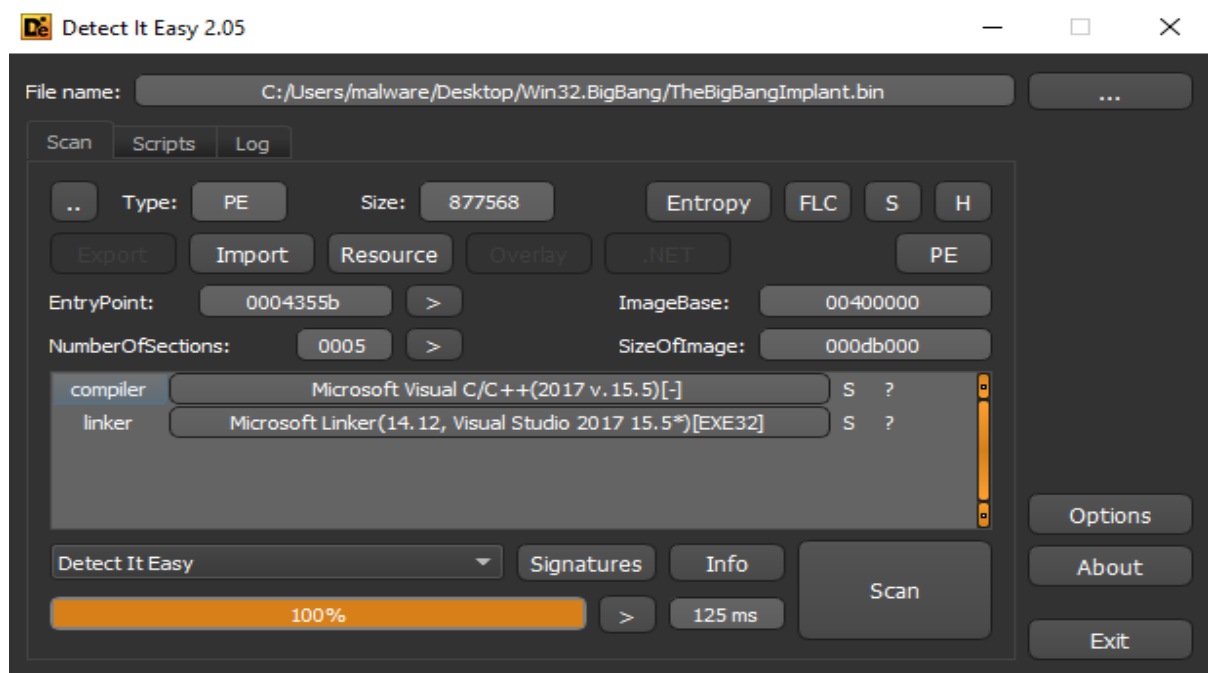 De Detect It Easy 2.05
File name: C:/Users/malware/Desktop/Win32.BigBang/TheBigBangImplant.bin ...
Scan Scripts Log
.. Type: PE Size: 877568 Entropy FLC S H
Export Import Resource Overlay .NET PE
EntryPoint: 0004355b > ImageBase: 00400000
NumberOfSections: 0005 > SizeOfImage: 000db000
compiler Microsoft Visual C/C++(2017 v.15.5)[-] S ?
linker Microsoft Linker(14.12, Visual Studio 2017 15.5*)[EXE32] S ?
Options
Detect It Easy Signatures Info Scan About
100% > 125 ms
Exit